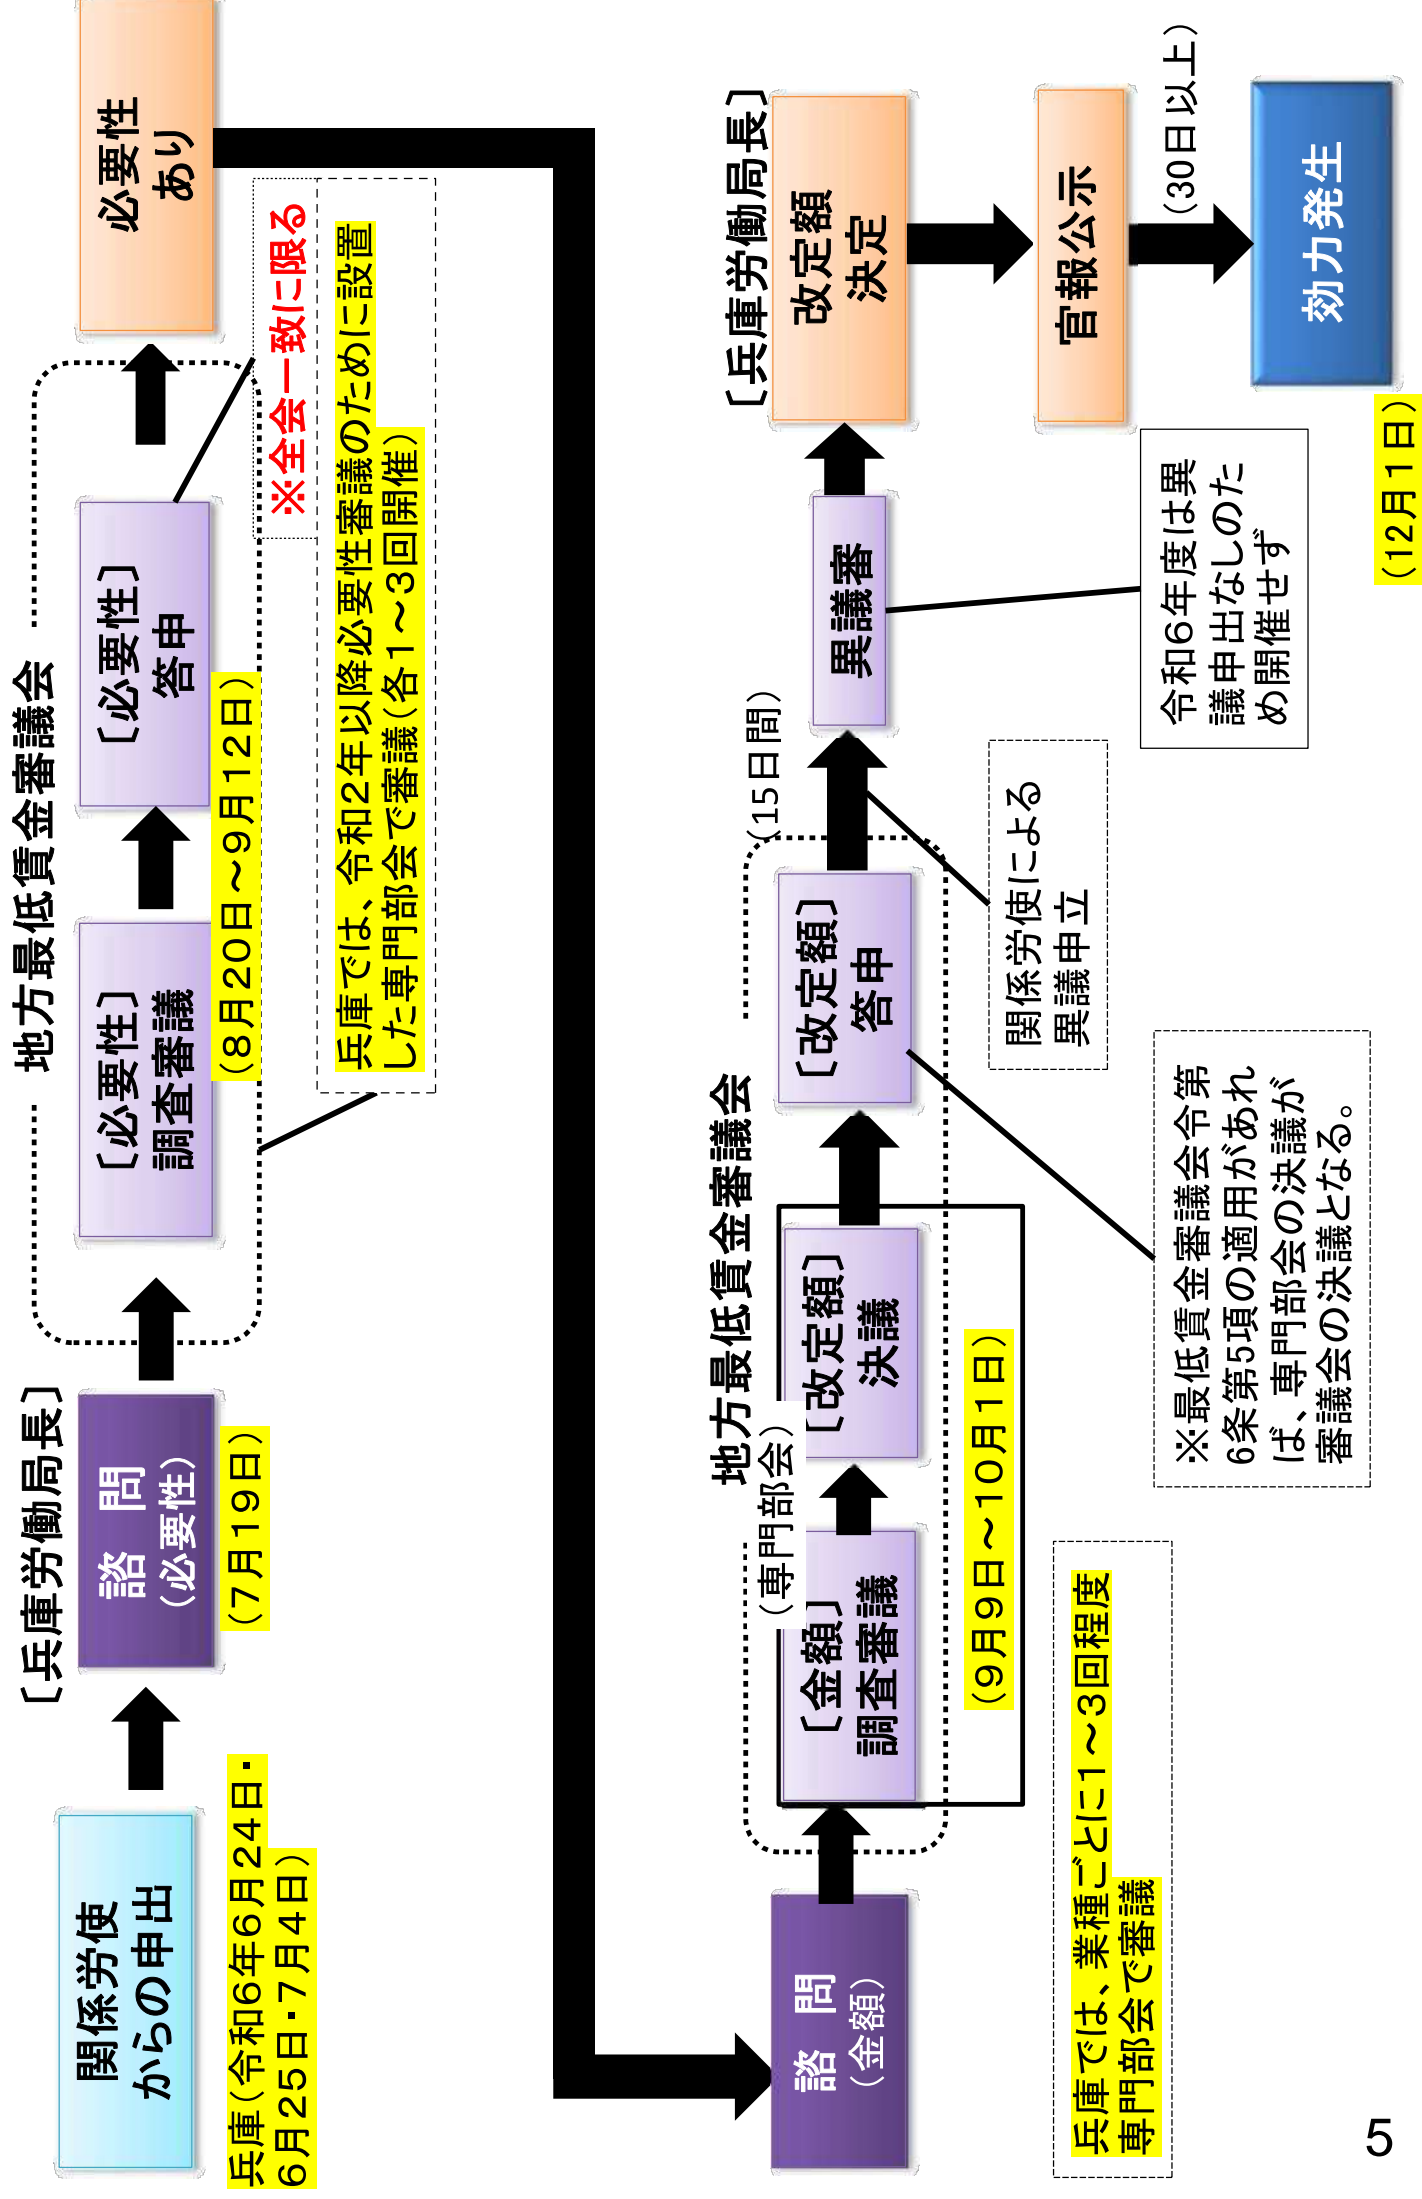 〔兵庫労働局長〕
地方最低賃金審議会
関係労使
からの申出
諮　問
（必要性）
〔必要性〕
調査審議
〔必要性〕
答申
必要性
あり
兵庫（令和6年6月24日・
6月25日・7月4日）
（7月19日）
（8月20日～9月12日）
※全会一致に限る
兵庫では、令和2年以降必要性審議のために設置
した専門部会で審議（各1～3回開催）
地方最低賃金審議会
〔兵庫労働局長〕
（専門部会）
（15日間）
諮　問
（金額）
〔金額〕
調査審議
〔改定額〕
決議
〔改定額〕
答申
異議審
改定額
決定
（9月9日～10月1日）
関係労使による
異議申立
官報公示
（30日以上）
兵庫では、業種ごとに1～3回程度
専門部会で審議
※最低賃金審議会令第
6条第5項の適用があれ
ば、専門部会の決議が
審議会の決議となる。
令和6年度は異
議申出なしのた
め開催せず
効力発生
（12月1日）
5